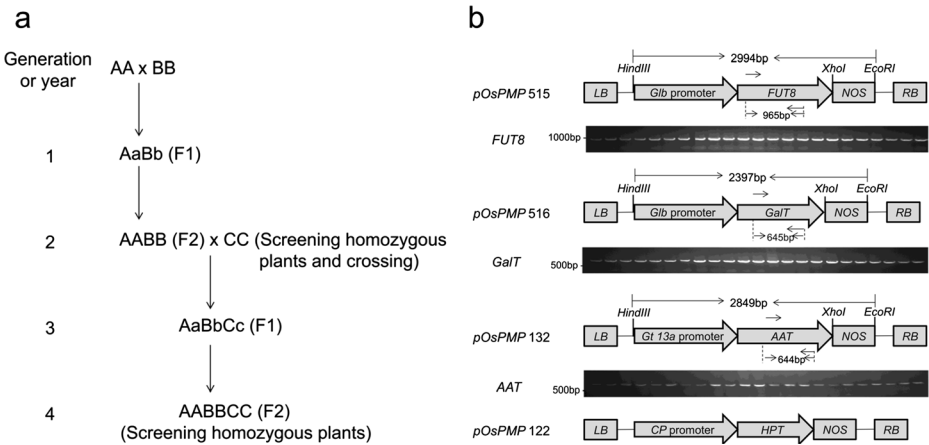 a
Generation
or year
AA x BB
1
AaBb (F1)
2
AABB (F2) x CC (Screening homozygous
plants and crossing)
3
AaBbCc (F1)
4
AABBCC (F2)
(Screening homozygous plants)
b
2994bp
HindIII
XhoI
EcoRI
pOsPMP 515
LB
Glb promoter
FUT8
NOS
RB
965bp
FUT8
1000bp
2397bp
HindIII
XhoI
EcoRI
pOsPMP 516
LB
Glb promoter
GalT
NOS
RB
645bp
GalT
500bp
2849bp
HindIII
XhoI
EcoRI
pOsPMP 132
LB
Gt 13a promoter
AAT
NOS
RB
644bp
AAT
500bp
pOsPMP 122
LB
CP promoter
HPT
NOS
RB